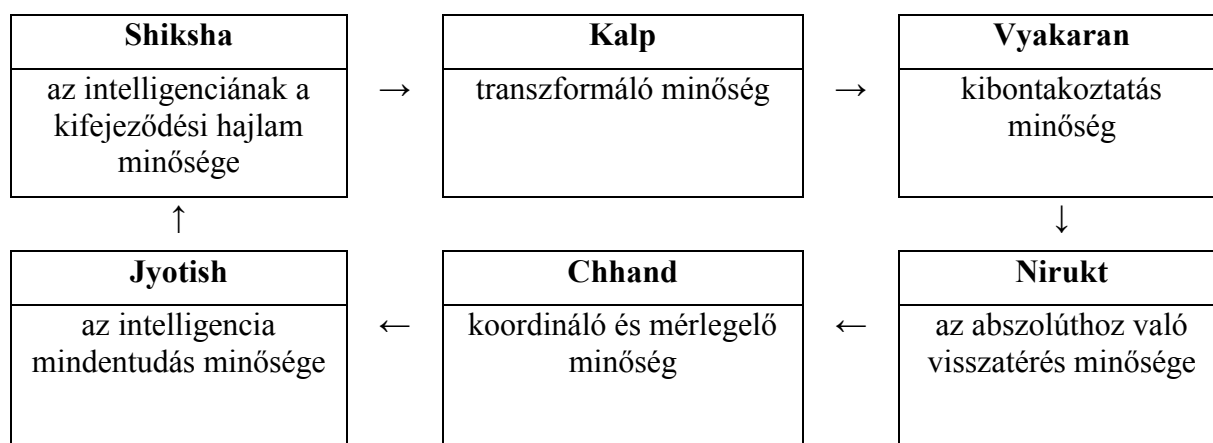 Shiksha
az intelligenciának a
kifejeződési hajlam
minősége
→
Kalp
transzformáló minőség
→
Vyakaran
kibontakoztatás
minőség
↑
↓
Jyotish
az intelligencia
mindentudás minősége
←
Chhand
koordináló és mérlegelő
minőség
←
Nirukt
az abszolúthoz való
visszatérés minősége